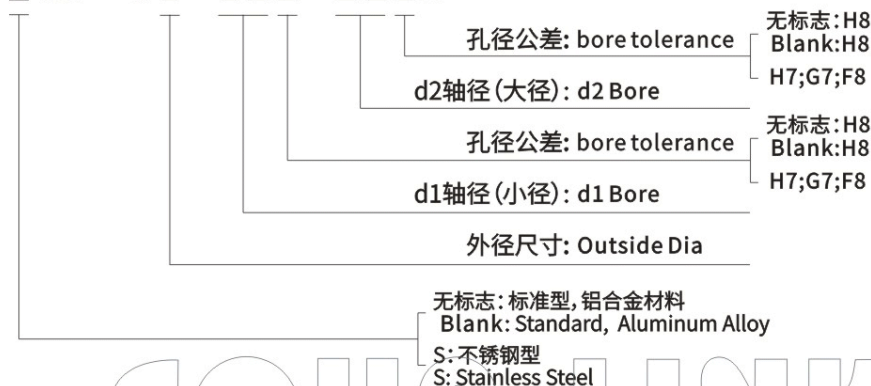 无标志：H8
孔径公差: bore tolerance
Blank:H8
H7;G7;F8
d2轴径（大径）: d2 Bore
无标志：H8
孔径公差: bore tolerance
Blank:H8
H7;G7;F8
d1轴径（小径）: d1 Bore
外径尺寸: Outside Dia
无标志：标准型，铝合金材料
Blank: Standard, Aluminum Alloy
S：不锈钢型
S: Stainless Steel